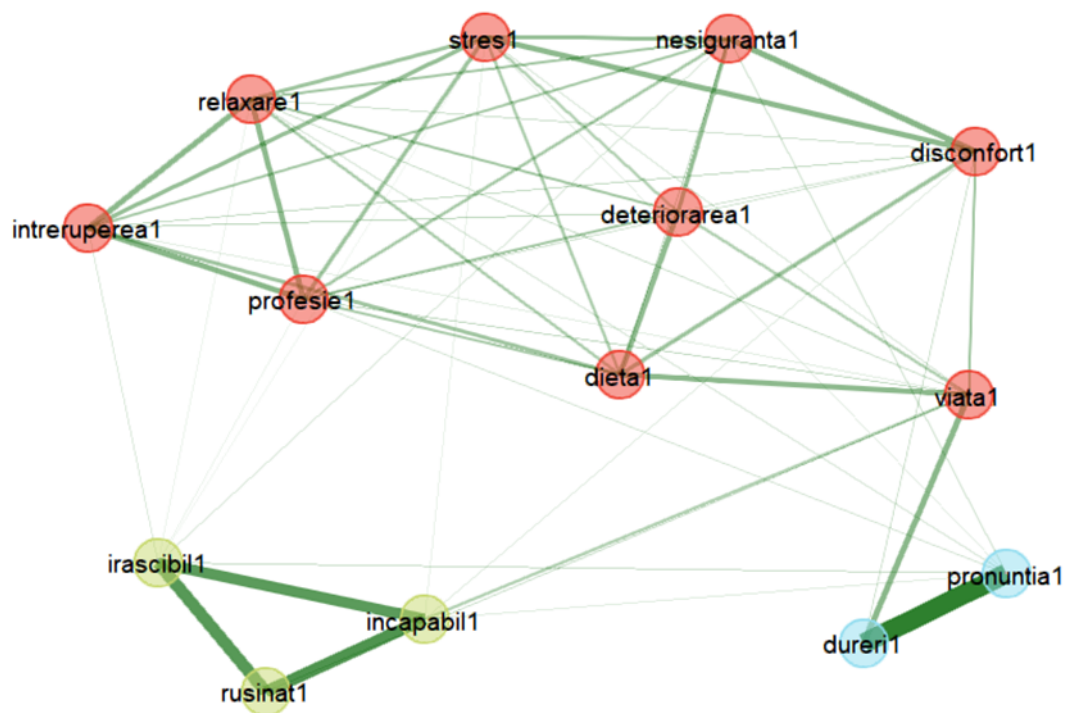 stres1
nesiguranta1
relaxare1
disconfort1
deteriorarea1
intreruperea1
profesie1
dieta1
viata1
irascibil1
pronuntia1
incapabil1
dureri1
rusinat1